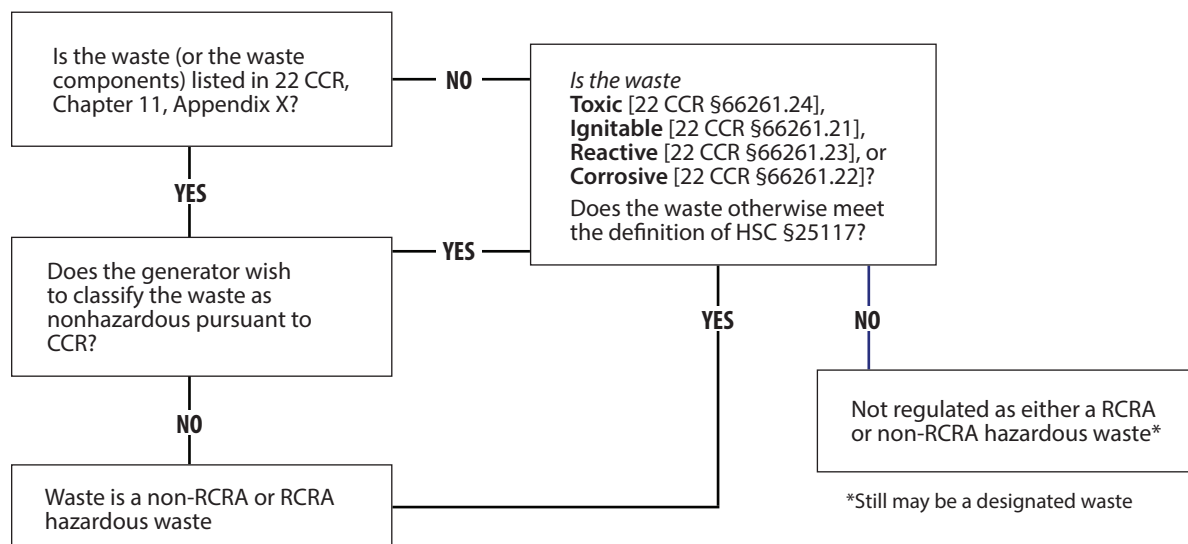 Is the waste (or the waste
components) listed in 22 CCR,
Chapter 11, Appendix X?
NO
Is the waste
Toxic [22 CCR §66261.24],
Ignitable [22 CCR §66261.21],
Reactive [22 CCR §66261.23], or
Corrosive [22 CCR §66261.22]?
Does the waste otherwise meet
the definition of HSC §25117?
YES
Does the generator wish
to classify the waste as
nonhazardous pursuant to
CCR?
YES
YES
NO
NO
Not regulated as either a RCRA
or non-RCRA hazardous waste*
Waste is a non-RCRA or RCRA
hazardous waste
*Still may be a designated waste